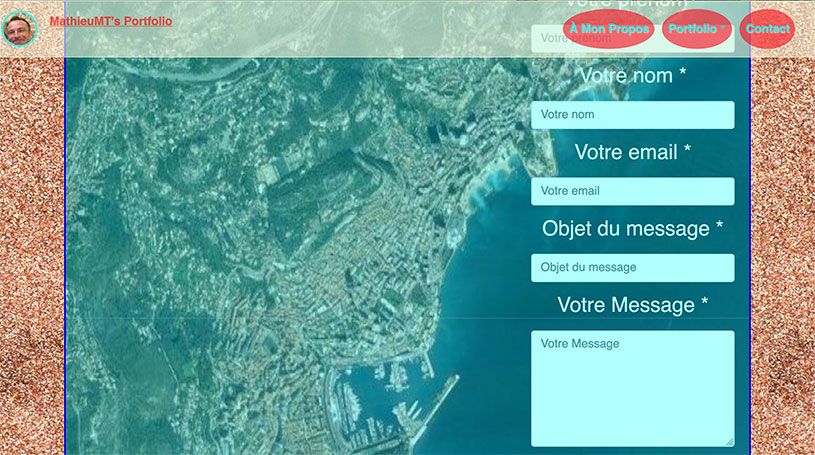 MathieuMT's Portfolio
À Mon Propos
Portfolio
Contact
Votre prénom *
Votre prénom
Votre nom *
Votre nom
Votre email *
Votre email
Objet du message *
Objet du message
Votre Message *
Votre Message